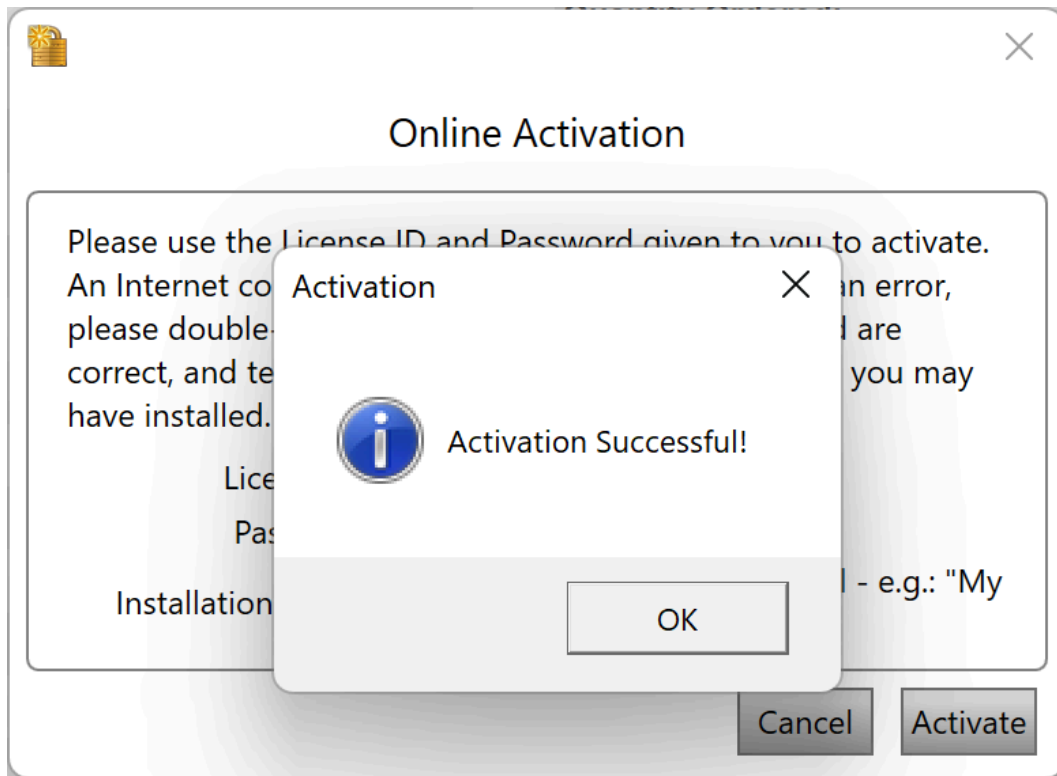 Online Activation
Please use the License ID and Password given to you to activate.
An Internet co
an error,
please double-
are
correct, and te
you may
have installed.
Activation
Activation Successful!
OK
Lice
Pas
Installation
- e.g.: "My
Cancel
Activate